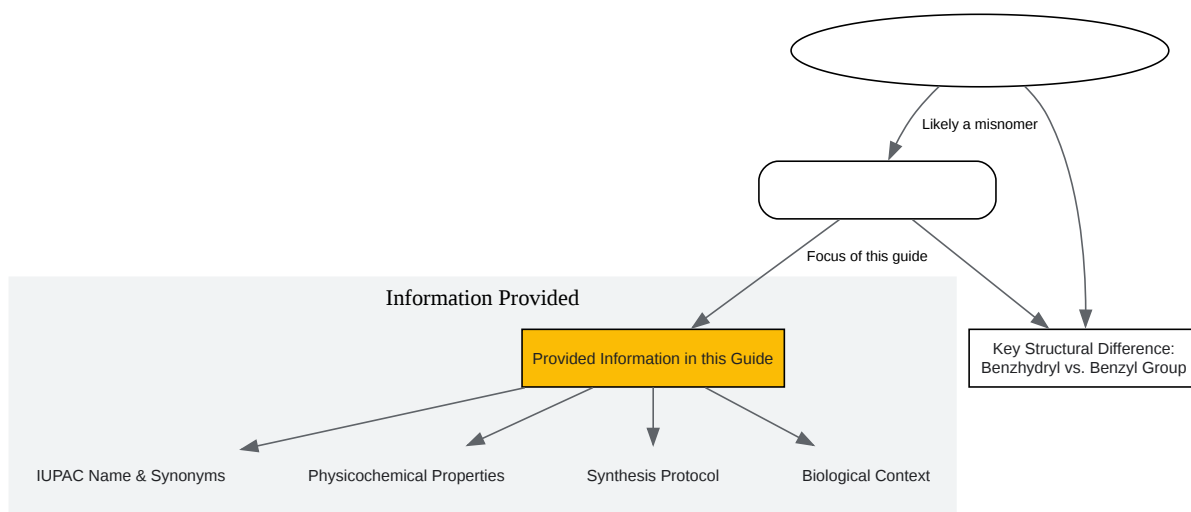 Likely a misnomer
Focus of this guide
Information Provided
Provided Information in this Guide
Key Structural Difference:
Benzhydryl vs. Benzyl Group
IUPAC Name & Synonyms
Physicochemical Properties
Synthesis Protocol
Biological Context